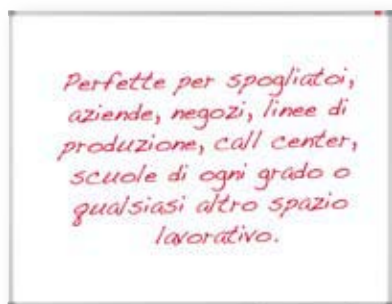 Perfette per spogliatoi,
aziende, negozi, linee di
produzione, call center,
scuole di ogni grado o
qualsiasi altro spazio
lavorativo.